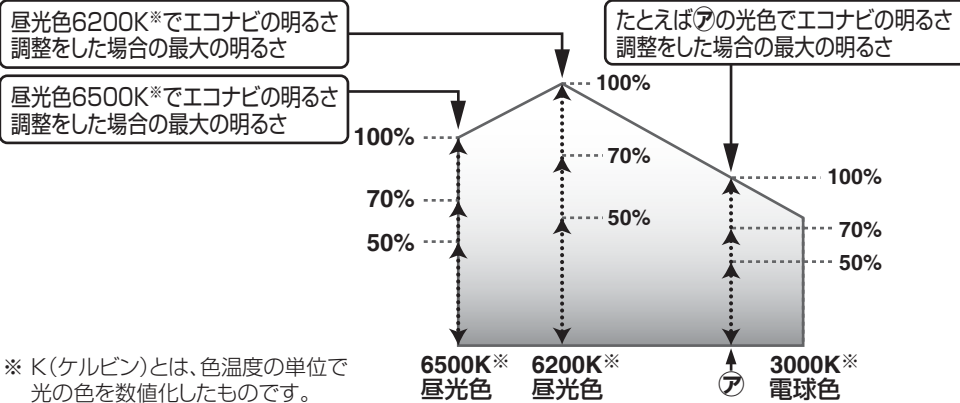 昼光色6200K※でエコナビの明るさ
調整をした場合の最大の明るさ
たとえば㋐の光色でエコナビの明るさ
調整をした場合の最大の明るさ
昼光色6500K※でエコナビの明るさ
調整をした場合の最大の明るさ
100%
70%
50%
100%
70%
50%
100%
70%
50%
6500K※
昼光色
6200K※
昼光色
㋐
3000K※
電球色
※ K(ケルビン)とは、色温度の単位で
光の色を数値化したものです。